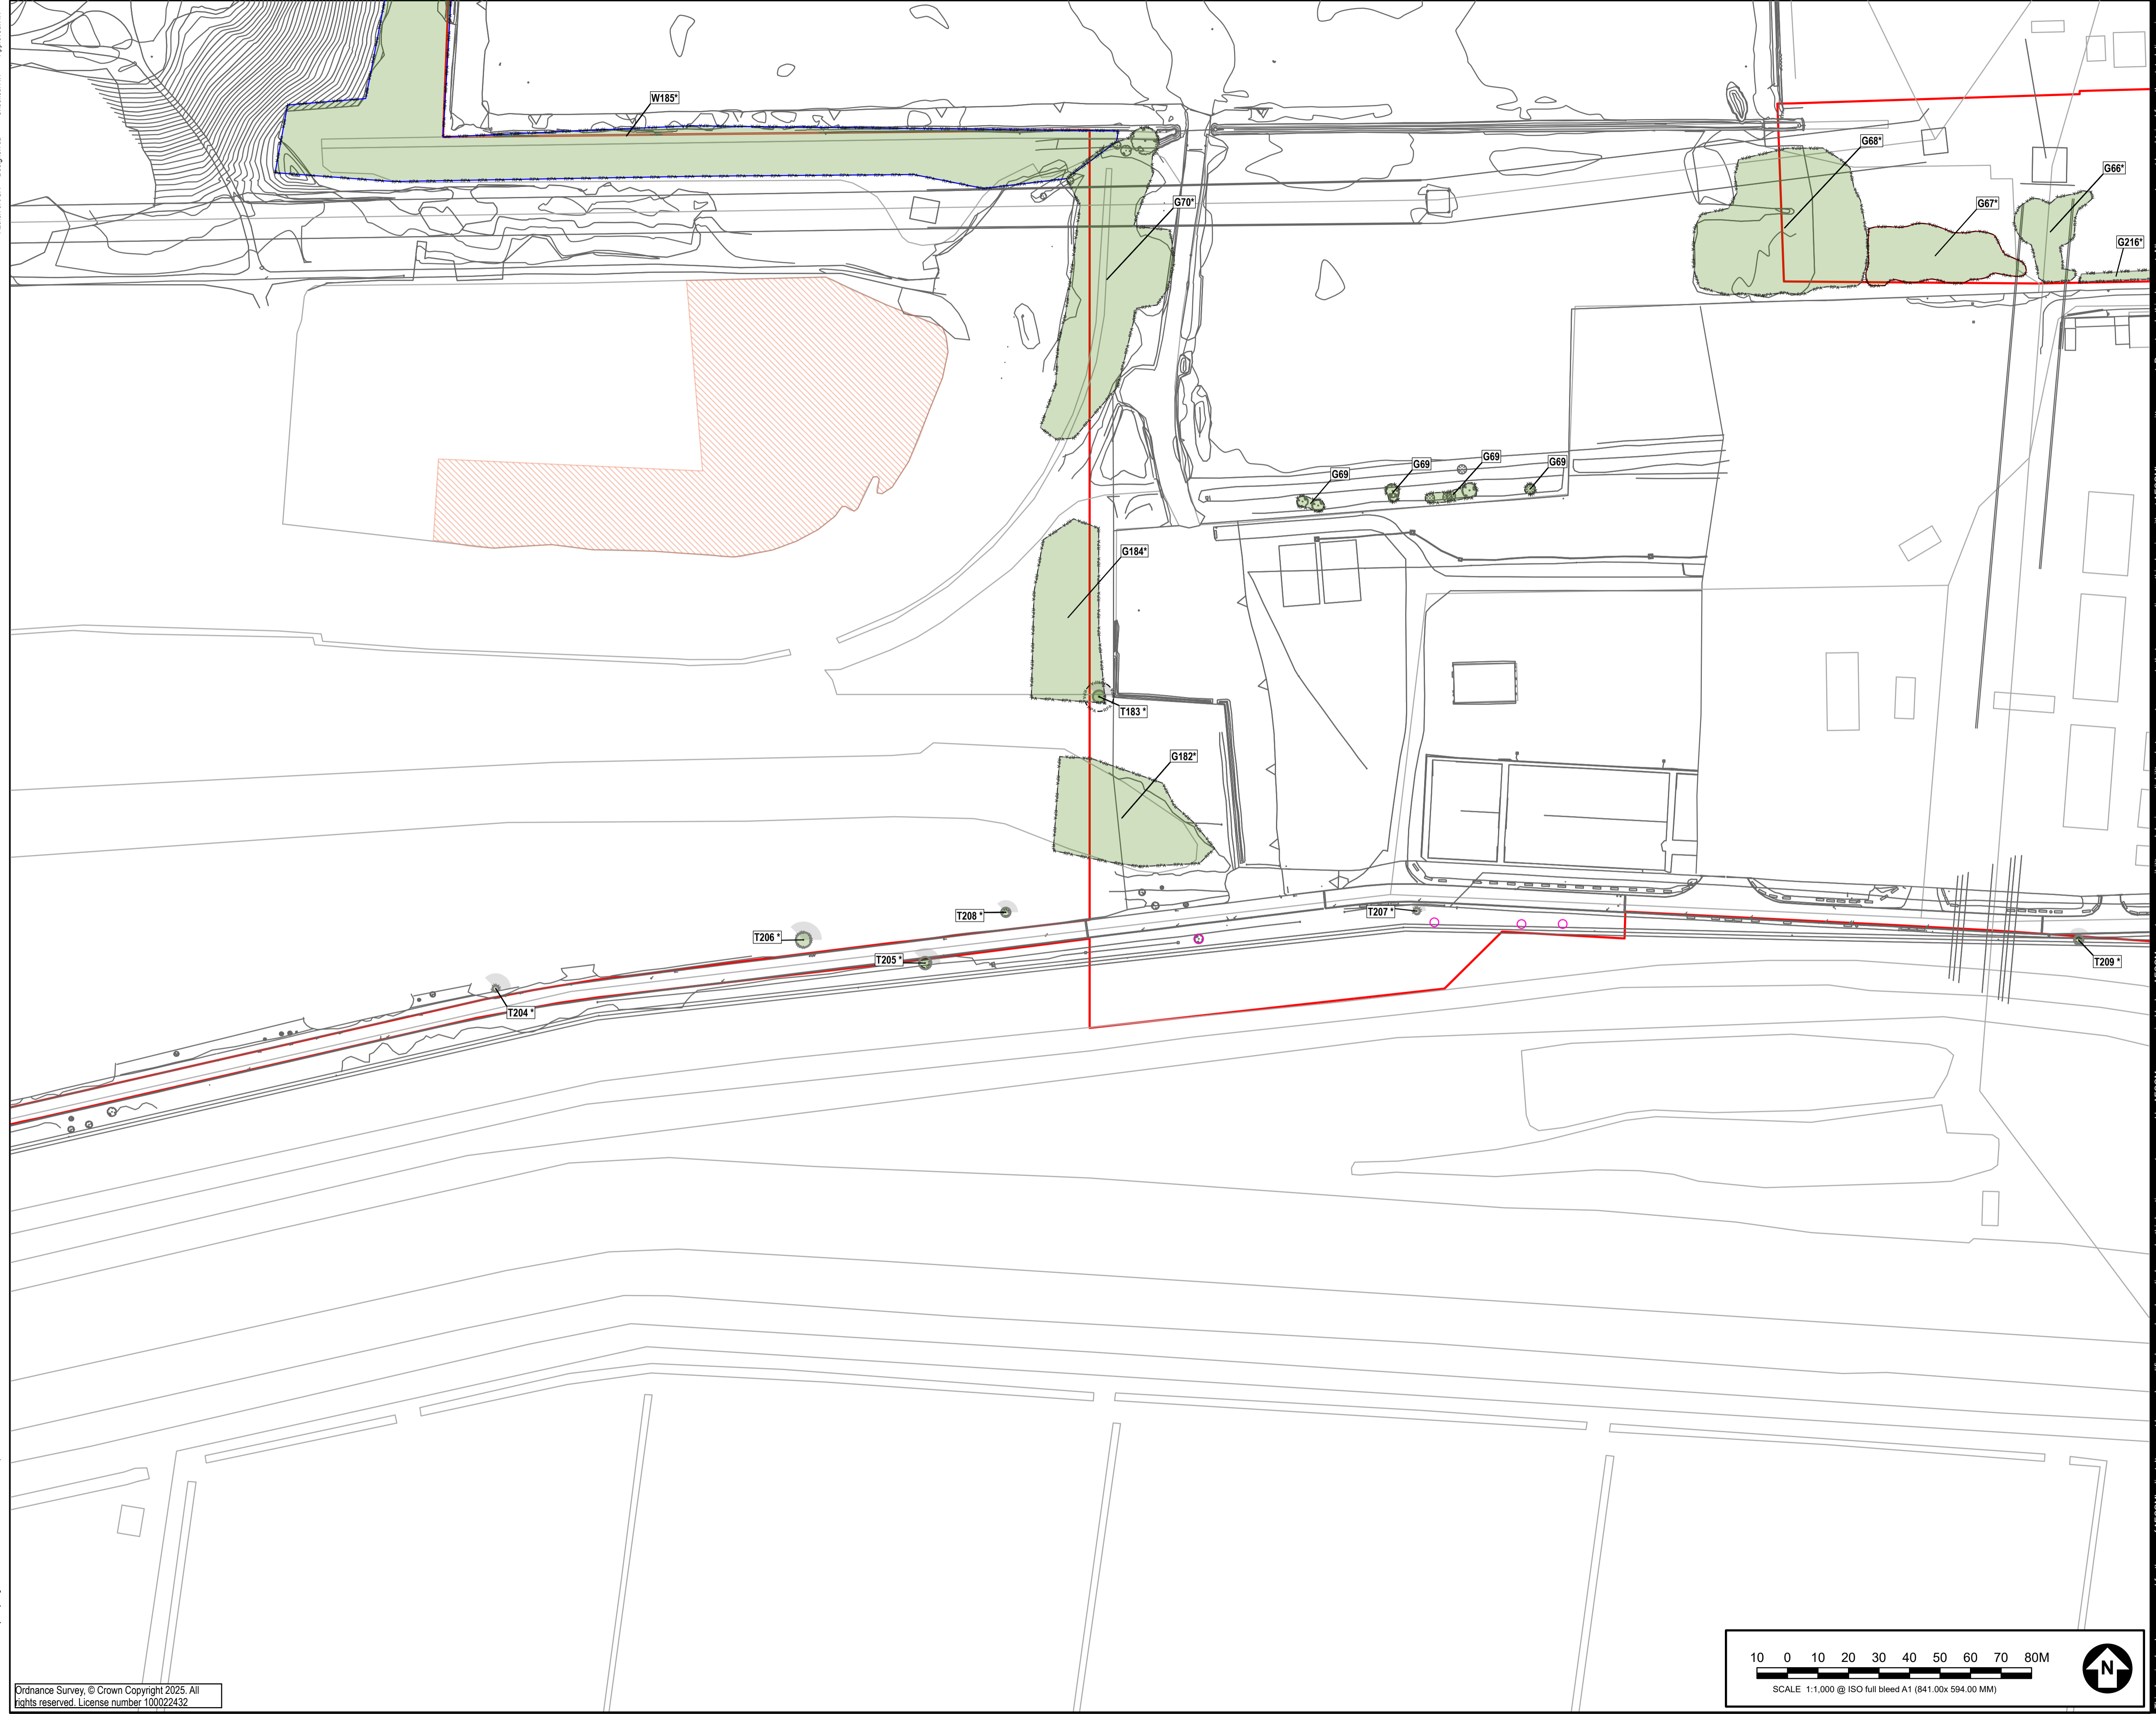 W185*
G68*
G66*
G67*
G70*
G216*
G69
G69
G69
G69
G184*
T183 *
G182*
T208 *
T207 *
T206 *
T205 *
T209 *
T204 *
10 0 10 20 30 40 50 60 70 80M
SCALE 1:1,000 @ ISO full bleed A1 (841.00x 594.00 MM)
N
Ordnance Survey, © Crown Copyright 2025. All
rights reserved. License number 100022432